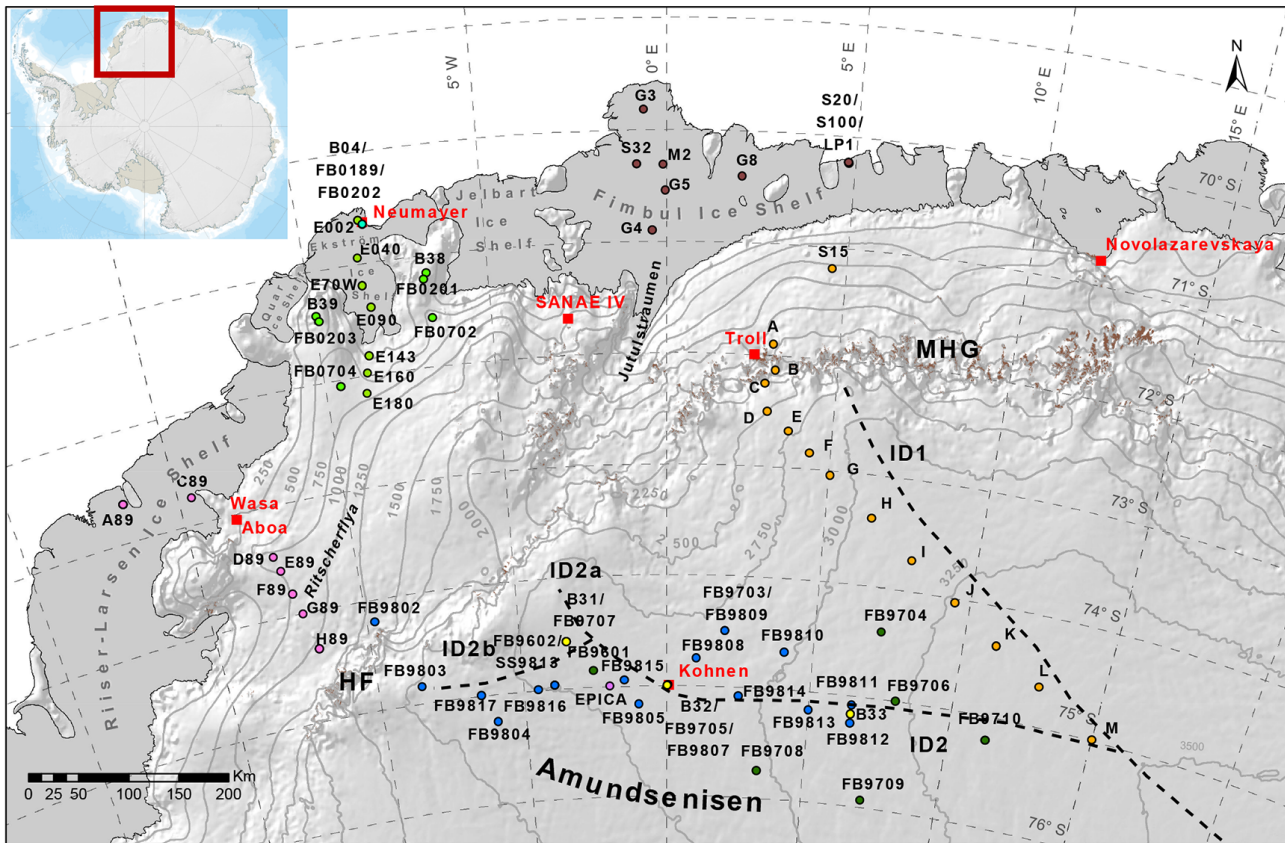 N
5° W
0° E
5° E
10° E
15° E
G3
S20/
S100/
LP1
B04/
FB0189/
FB0202
S32
M2
G8
70° S
G5
Jelbart
Ice
Shelf
Fimbul Ice Shelf
Neumayer
E002
G4
Ekström
Ice
Shelf
E040
B38
S15
Novolazarevskaya
Quar
Ice Shelf
E70W
FB0201
71° S
B39
E090
SANAE IV
FB0203
FB0702
Jutulstraumen
A
Troll
MHG
E143
B
FB0704
E160
C
72° S
E180
D
E
F
ID1
G
250
500
750
1000
1250
1500
1750
2000
2250
2500
2750
3000
3250
3500
Riiser-Larsen Ice Shelf
C89
A89
Wasa
Aboa
H
73° S
Ritscherflya
D89
E89
I
F89
ID2a
J
G89
B31/
FB9707
FB9703/
FB9809
FB9704
74° S
FB9802
ID2b
FB9602/
SS9813
FB9601
FB9808
FB9810
K
H89
FB9815
Kohnen
L
HF
FB9803
EPICA
FB9814
FB9811
FB9706
FB9817
FB9816
FB9805
B32/
FB9705/
FB9807
FB9813
B33
FB9710
75° S
M
FB9804
FB9812
ID2
FB9708
Amundsenisen
FB9709
76° S
0 25 50 100 150 200
Km